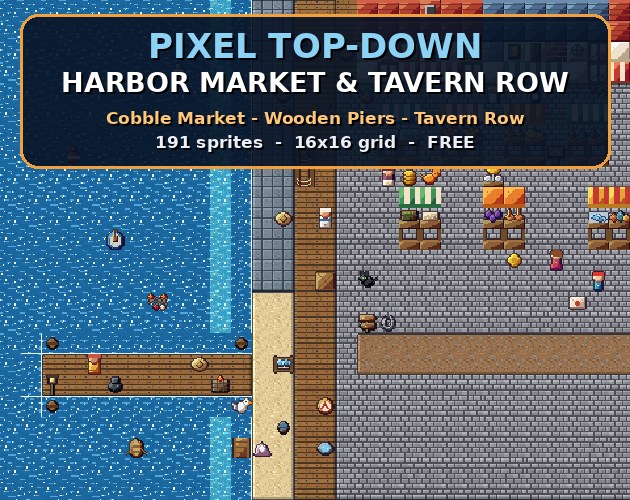 PIXEL TOP-DOWN
HARBOR MARKET & TAVERN ROW
Cobble Market - Wooden Piers - Tavern Row
191 sprites - 16x16 grid - FREE